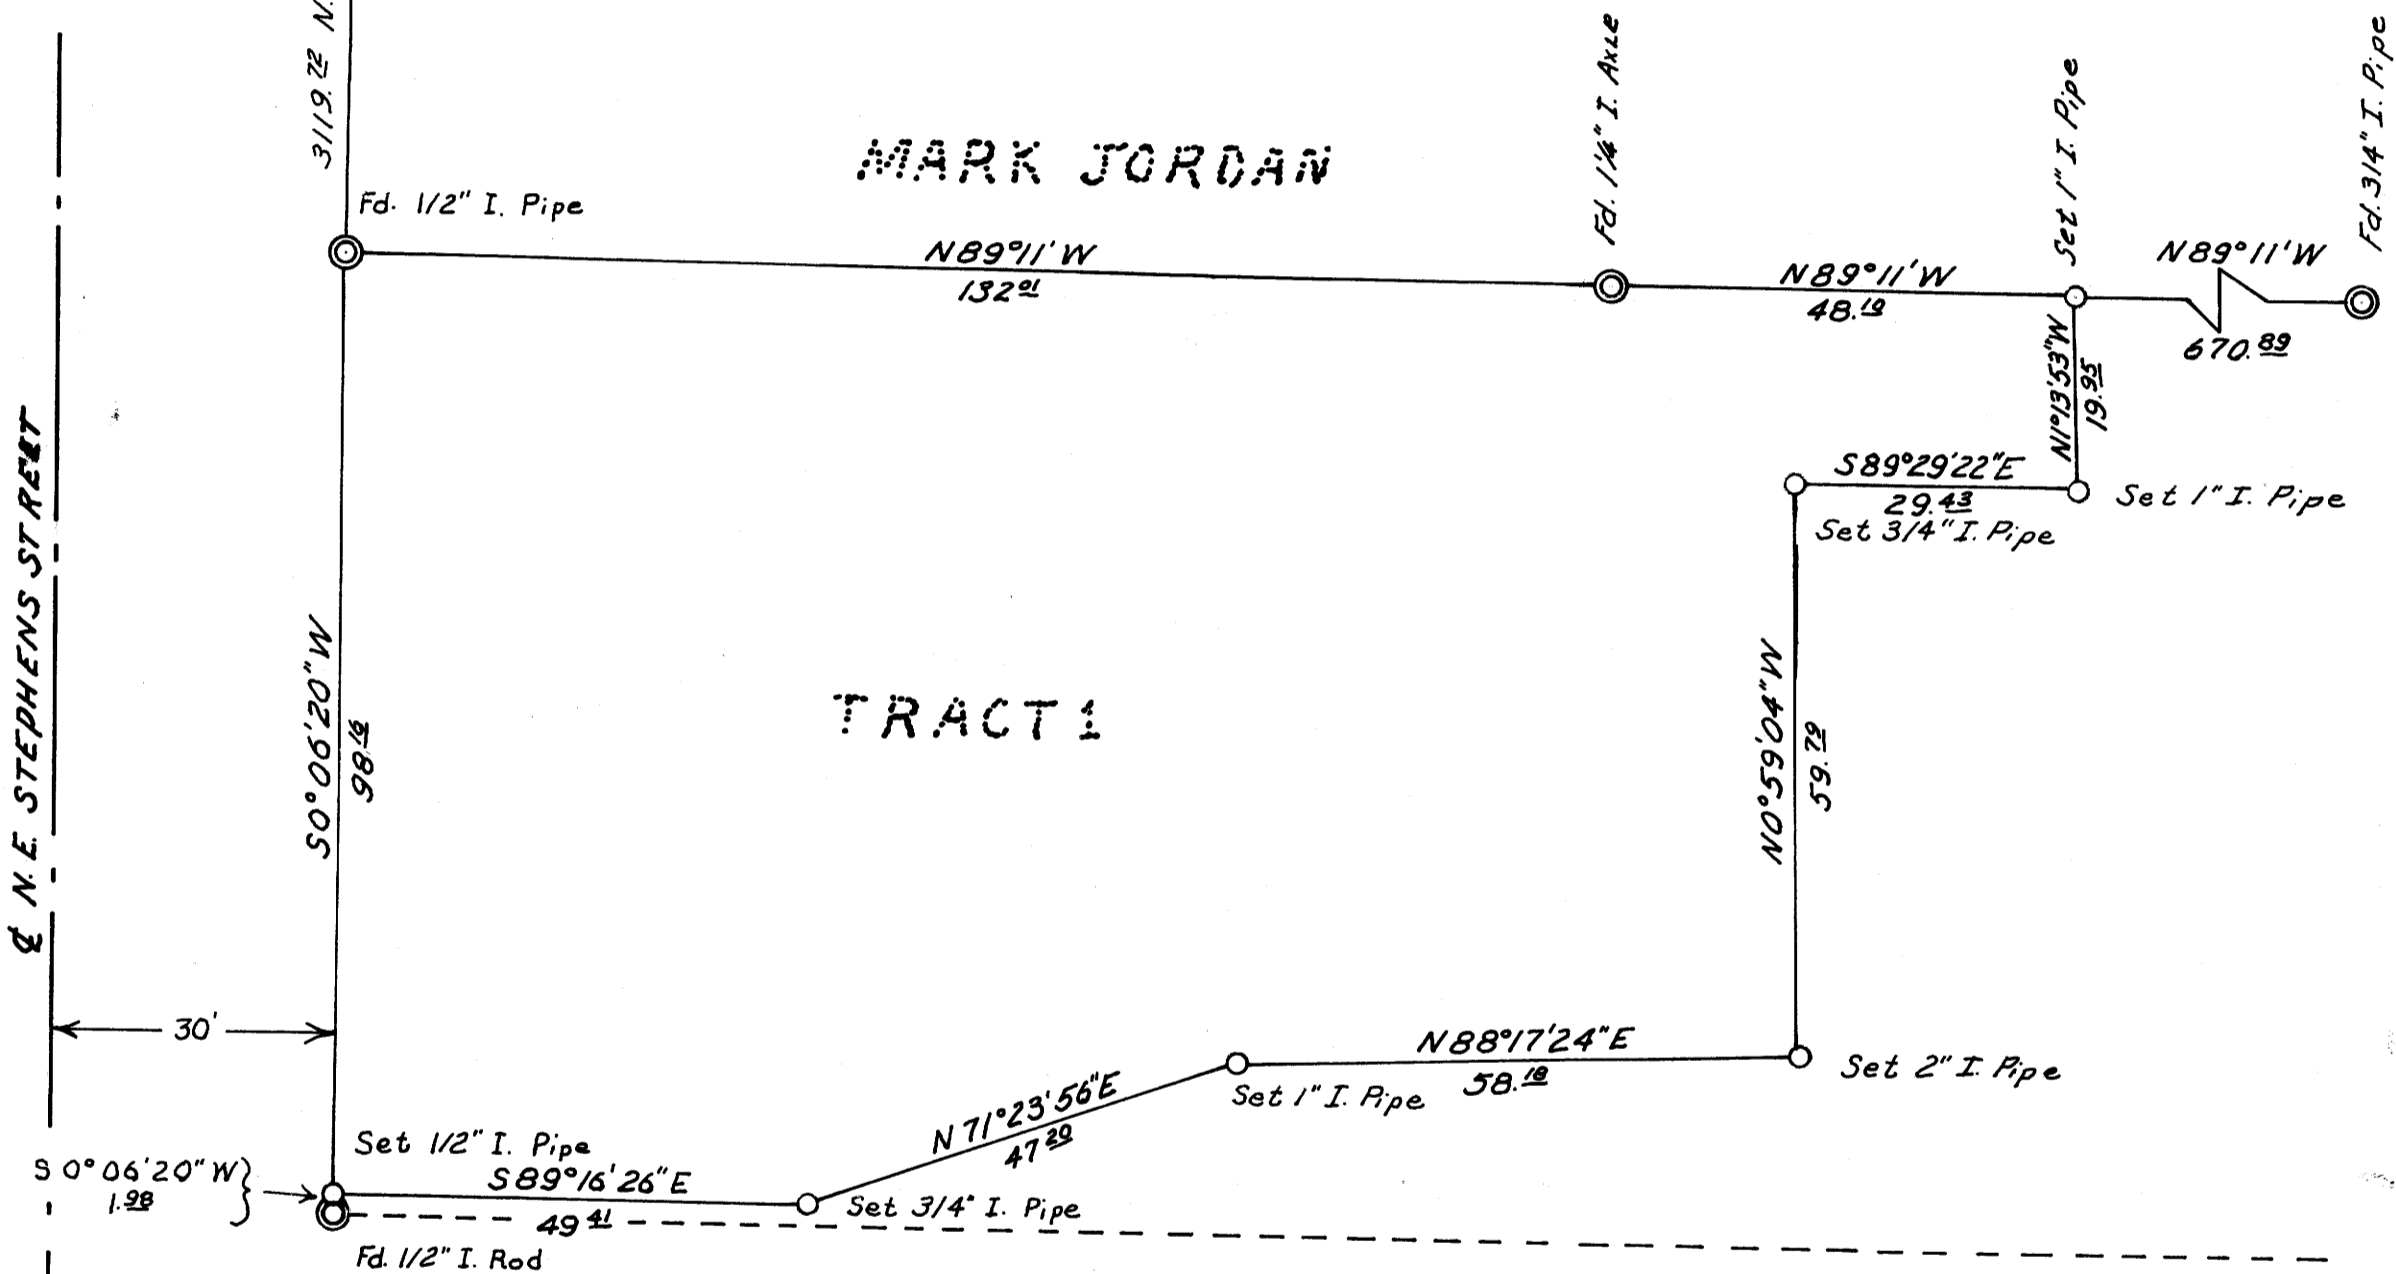 3119.72 N.
Fd. 1 1/4" I. Axle
Set 1" I. Pipe
Fd. 3/4" I. Pipe
MARK JORDAN
Fd. 1/2" I. Pipe
N89°11'W
132 01
N89°11'W
48.19
N89°11'W
670.89
N1°13'53"W
19.95
S89°29'22"E
29.43
Set 1" I. Pipe
Set 3/4" I. Pipe
℄ N.E. STEPHENS STREET
S0°06'20"W
98.16
TRACT 1
N0°59'04"W
59.79
30'
N88°17'24"E
58.18
Set 2" I. Pipe
Set 1" I. Pipe
N71°23'56"E
47 20
Set 1/2" I. Pipe
S0°06'20"W}
1.98
S89°16'26"E
49 41
Set 3/4" I. Pipe
Fd. 1/2" I. Rod